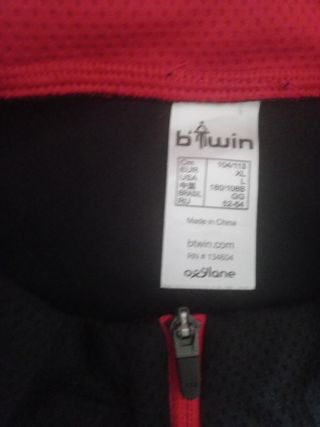 b'twin
Cm 104/113
EUR XL
USA L
中国 180/108B
BRASIL GG
RU 52-54
Made in China
btwin.com
RN # 134604
oxylane